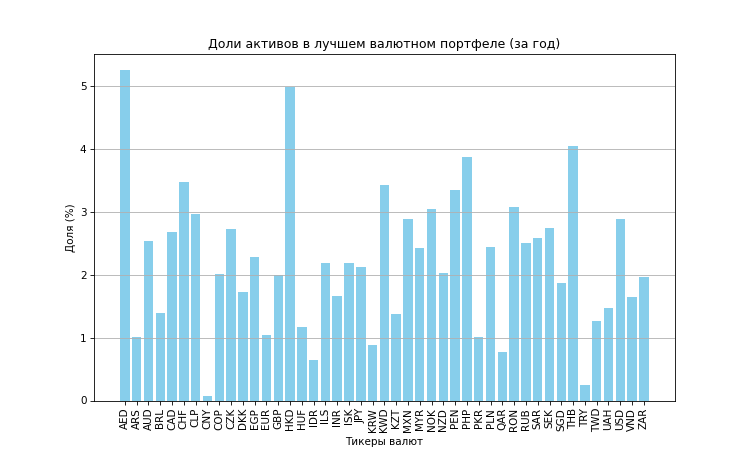 Доли активов в лучшем валютном портфеле (за год)
Доля (%)
5
4
3
2
1
0
AED ARS AUD BRL CAD CHF CLP CNY COP CZK DKK EGP EUR GBP HKD HUF IDR ILS INR ISK JPY KRW KWD KZT MXN MYR NOK NZD PEN PHP PKR PLN QAR RON RUB SAR SEK SGD THB TRY TWD UAH USD VND ZAR
Тикеры валют